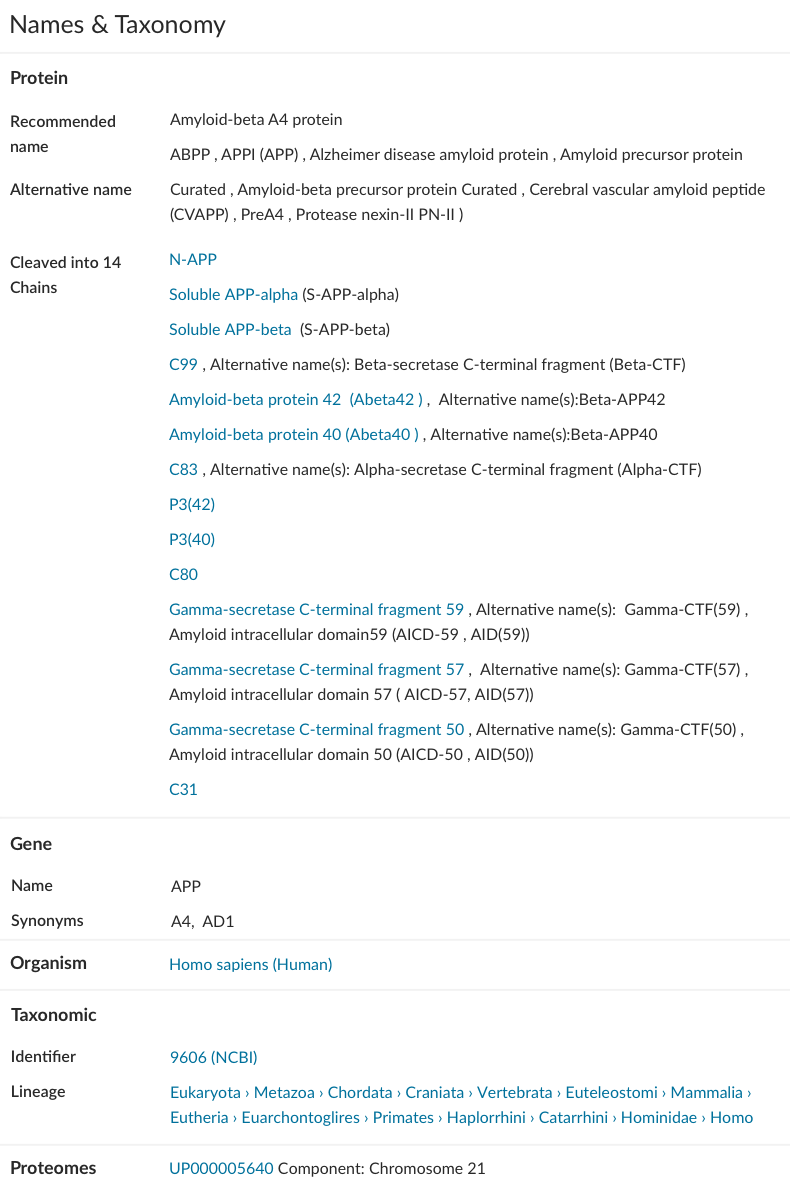 Names & Taxonomy
Protein
Recommended
name
Amyloid-beta A4 protein
ABPP , APPI (APP) , Alzheimer disease amyloid protein , Amyloid precursor protein
Alternative name
Curated , Amyloid-beta precursor protein Curated , Cerebral vascular amyloid peptide
(CVAPP) , PreA4 , Protease nexin-II PN-II )
Cleaved into 14
Chains
N-APP
Soluble APP-alpha (S-APP-alpha)
Soluble APP-beta (S-APP-beta)
C99 , Alternative name(s): Beta-secretase C-terminal fragment (Beta-CTF)
Amyloid-beta protein 42 (Abeta42 ) , Alternative name(s):Beta-APP42
Amyloid-beta protein 40 (Abeta40 ) , Alternative name(s):Beta-APP40
C83 , Alternative name(s): Alpha-secretase C-terminal fragment (Alpha-CTF)
P3(42)
P3(40)
C80
Gamma-secretase C-terminal fragment 59 , Alternative name(s): Gamma-CTF(59) ,
Amyloid intracellular domain59 (AICD-59 , AID(59))
Gamma-secretase C-terminal fragment 57 , Alternative name(s): Gamma-CTF(57) ,
Amyloid intracellular domain 57 ( AICD-57, AID(57))
Gamma-secretase C-terminal fragment 50 , Alternative name(s): Gamma-CTF(50) ,
Amyloid intracellular domain 50 (AICD-50 , AID(50))
C31
Gene
Name APP
Synonyms A4, AD1
Organism Homo sapiens (Human)
Taxonomic
Identifier 9606 (NCBI)
Lineage Eukaryota › Metazoa › Chordata › Craniata › Vertebrata › Euteleostomi › Mammalia ›
Eutheria › Euarchontoglires › Primates › Haplorrhini › Catarrhini › Hominidae › Homo
Proteomes UP000005640 Component: Chromosome 21